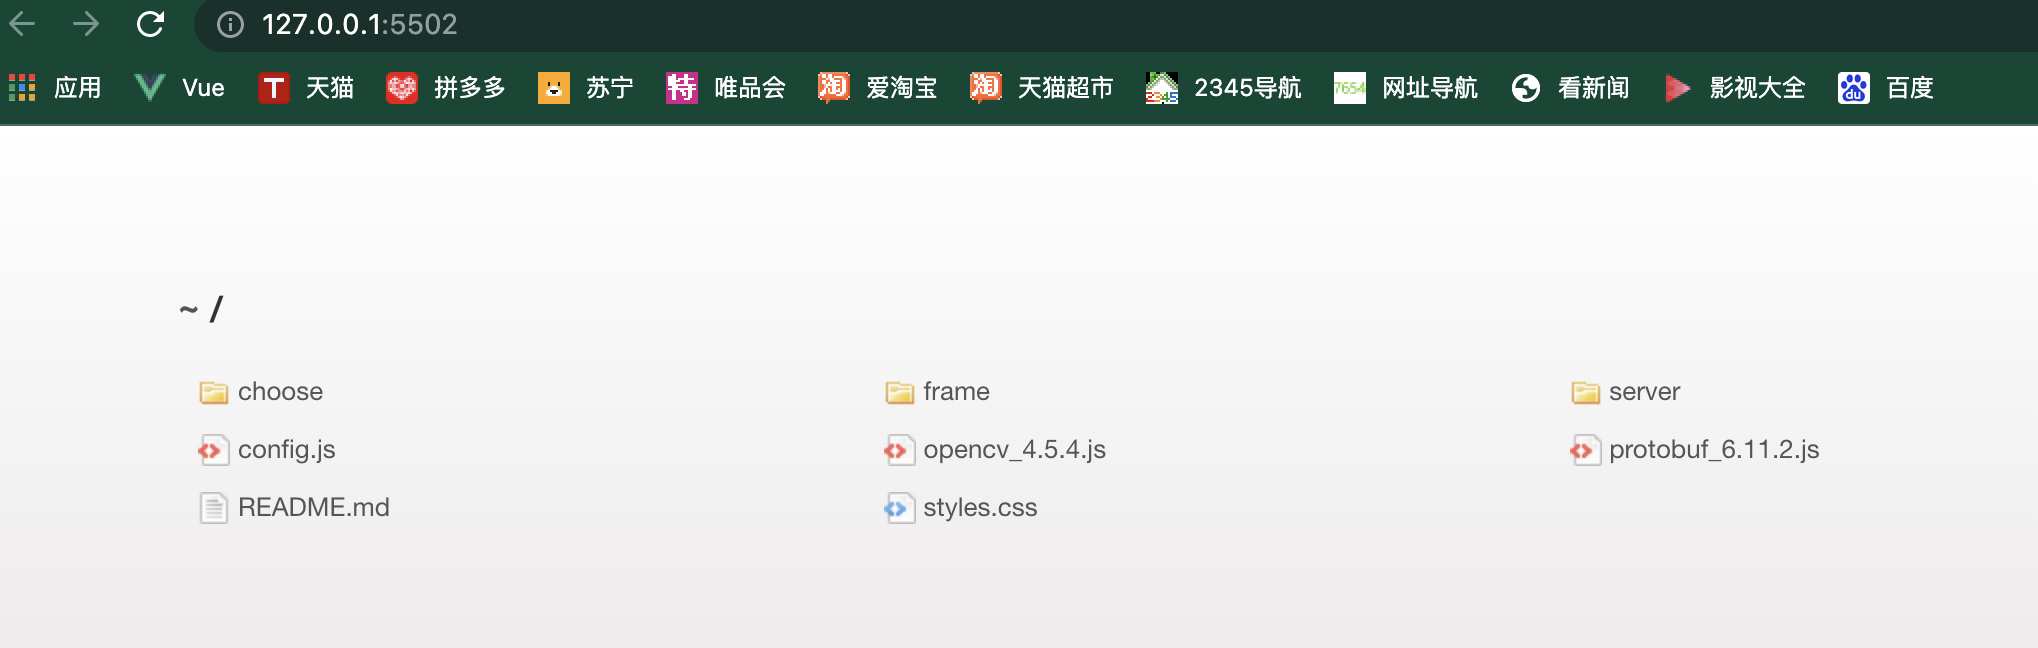 127.0.0.1:5502
应用 Vue 天猫 拼多多 苏宁 唯品会 爱淘宝 天猫超市 2345导航 网址导航 看新闻 影视大全 百度
~ /
choose frame server
config.js opencv_4.5.4.js protobuf_6.11.2.js
README.md styles.css